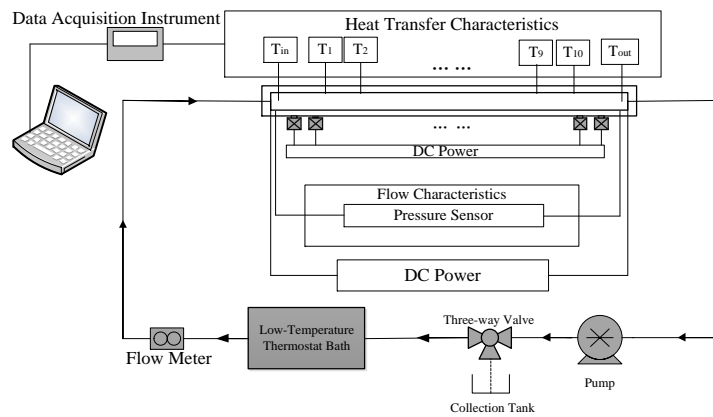 Data Acquisition Instrument
Heat Transfer Characteristics
Tin
T1
T2
... ...
T9
T10
Tout
... ...
DC Power
Flow Characteristics
Pressure Sensor
DC Power
Low-Temperature
Thermostat Bath
Three-way Valve
Flow Meter
Pump
Collection Tank